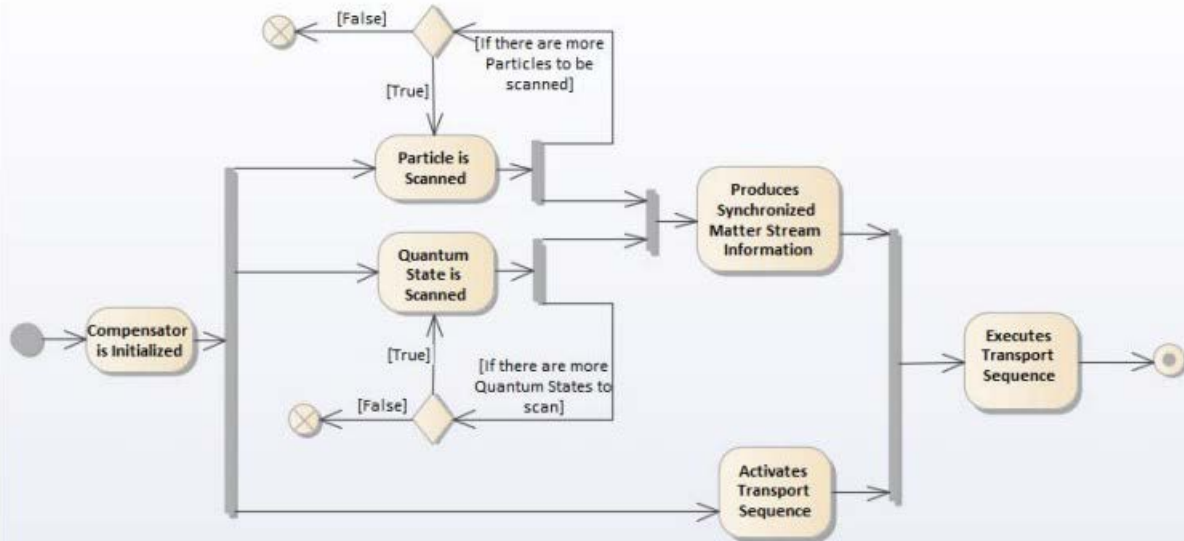 [False]
[If there are more
Particles to be
scanned]
[True]
Particle is
Scanned
Produces
Synchronized
Matter Stream
Information
Quantum
State is
Scanned
Compensator
is Initialized
Executes
Transport
Sequence
[True]
[If there are more
Quantum States to
scan]
[False]
Activates
Transport
Sequence